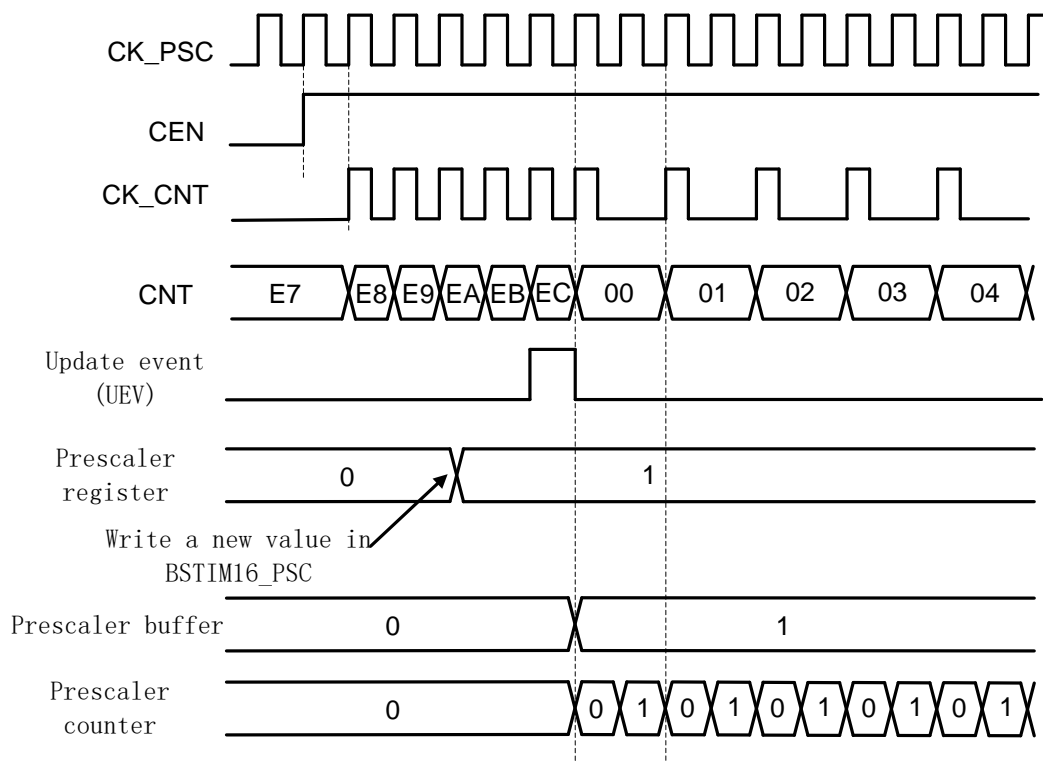 CK_PSC
CEN
CK_CNT
CNT E7 E8 E9 EA EB EC 00 01 02 03 04
Update event
(UEV)
Prescaler
register
0 1
Write a new value in
BSTIM16_PSC
Prescaler buffer 0 1
Prescaler
counter
0 0 1 0 1 0 1 0 1 0 1